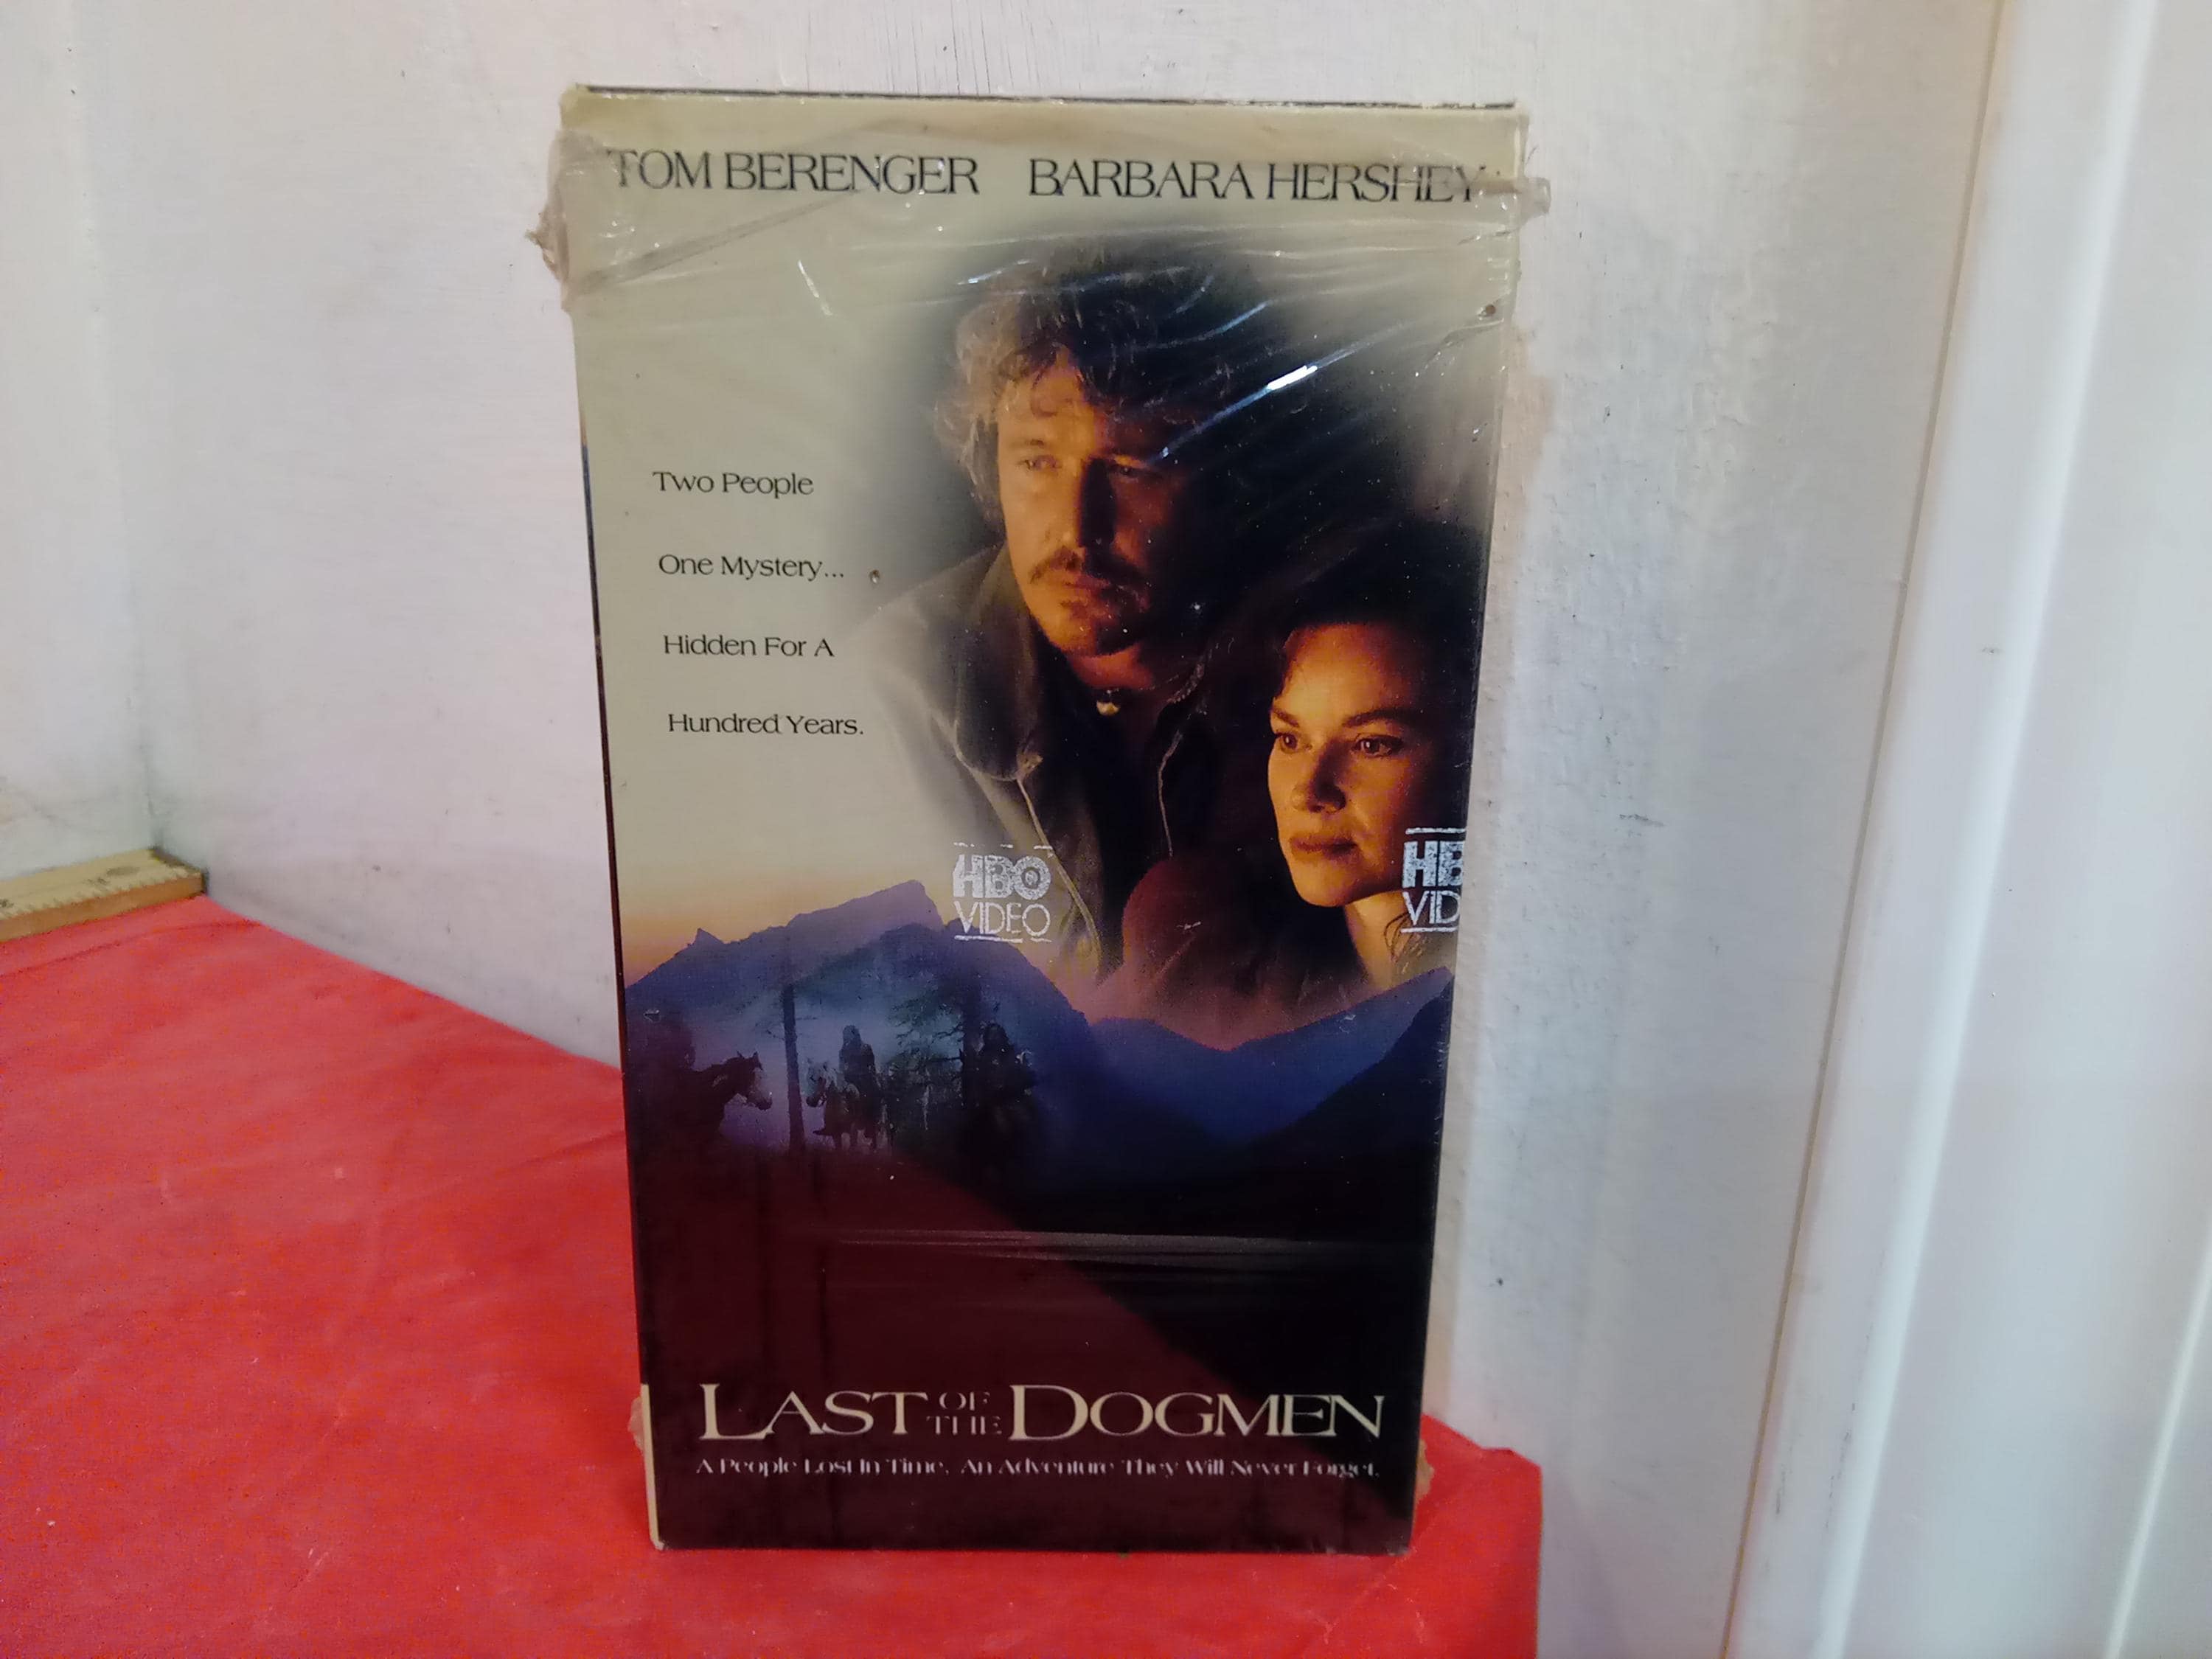 TOM BERENGER BARBARA HERSHEY
Two People
One Mystery...
Hidden For A
Hundred Years.
HBO
VIDEO
HB
VID
LAST OF THE DOGMEN
A People Lost In Time. An Adventure They Will Never Forget.